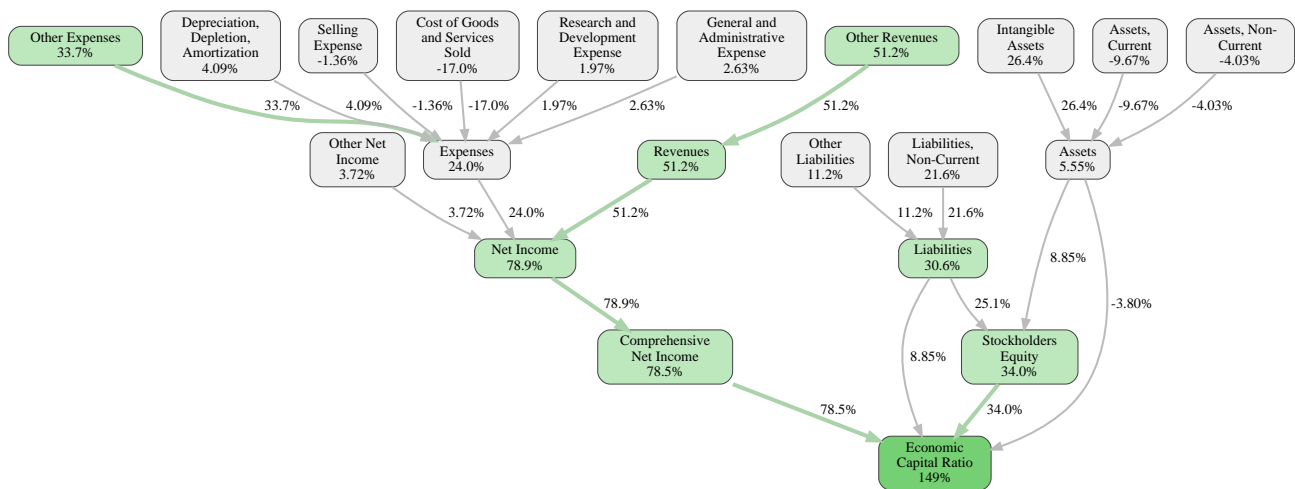 Other Expenses
33.7%
Depreciation,
Depletion,
Amortization
4.09%
Selling
Expense
-1.36%
Cost of Goods
and Services
Sold
-17.0%
Research and
Development
Expense
1.97%
General and
Administrative
Expense
2.63%
Other Revenues
51.2%
Intangible
Assets
26.4%
Assets,
Current
-9.67%
Assets, Non-
Current
-4.03%
33.7%
4.09%
-1.36%
-17.0%
1.97%
2.63%
51.2%
26.4%
-9.67%
-4.03%
Other Net
Income
3.72%
Expenses
24.0%
Revenues
51.2%
Other
Liabilities
11.2%
Liabilities,
Non-Current
21.6%
Assets
5.55%
3.72%
24.0%
51.2%
11.2%
21.6%
Net Income
78.9%
Liabilities
30.6%
8.85%
78.9%
25.1%
-3.80%
Comprehensive
Net Income
78.5%
Stockholders
Equity
34.0%
8.85%
78.5%
34.0%
Economic
Capital Ratio
149%